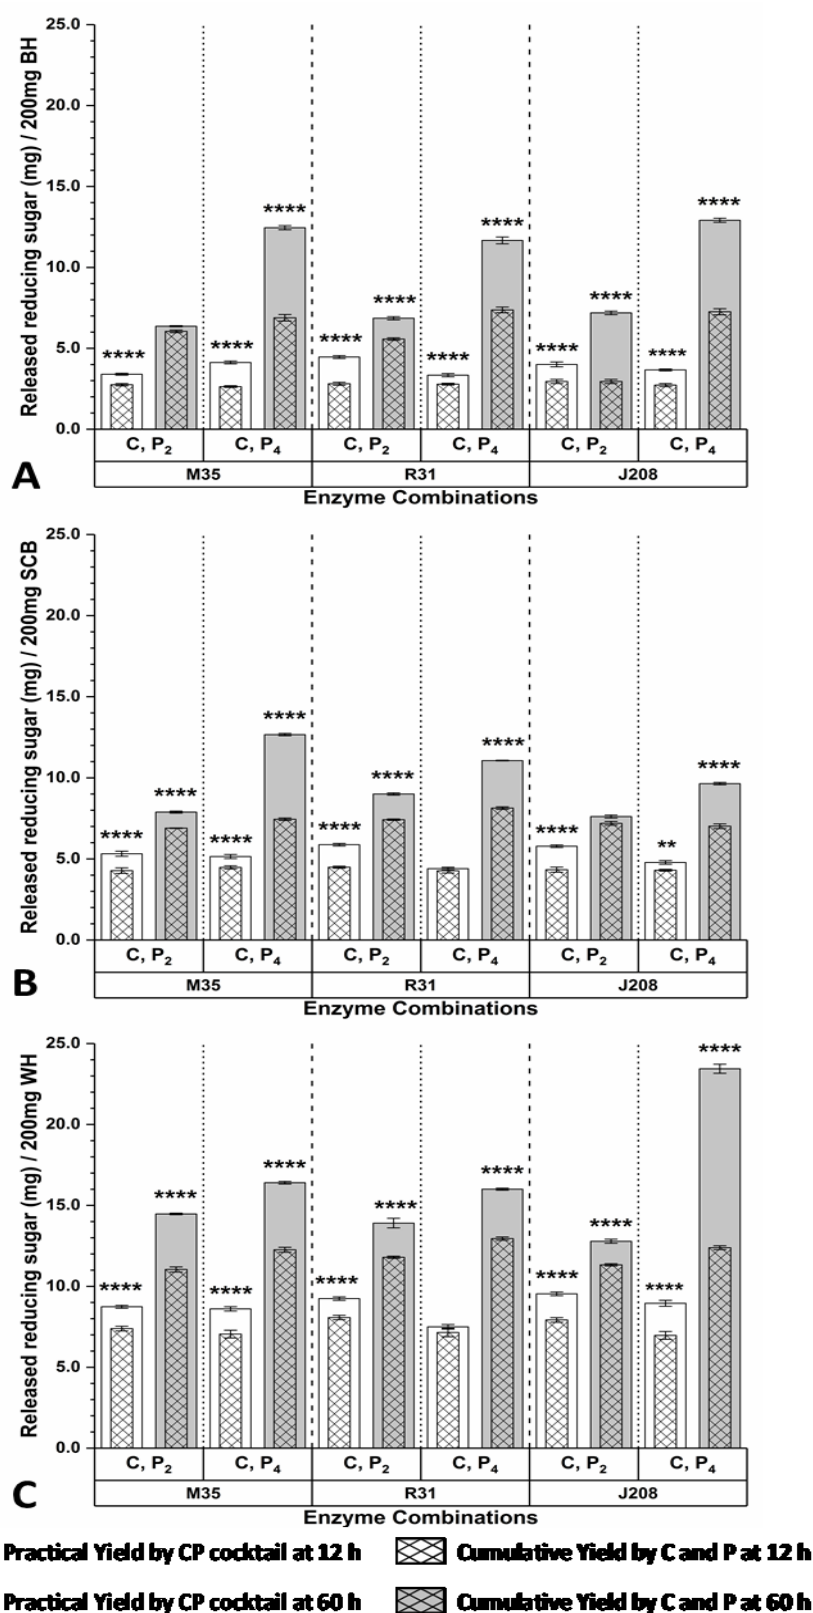 Released reducing sugar (mg) / 200mg BH
25.0
20.0
15.0
10.0
5.0
0.0
**** **** **** **** **** **** **** **** **** **** ****
C, P2 C, P4 C, P2 C, P4 C, P2 C, P4
M35 R31 J208
Enzyme Combinations
A
Released reducing sugar (mg) / 200mg SCB
25.0
20.0
15.0
10.0
5.0
0.0
**** **** **** **** **** **** **** **** ** ****
C, P2 C, P4 C, P2 C, P4 C, P2 C, P4
M35 R31 J208
Enzyme Combinations
B
Released reducing sugar (mg) / 200mg WH
25.0
20.0
15.0
10.0
5.0
0.0
**** **** **** **** **** **** **** **** **** **** ****
C, P2 C, P4 C, P2 C, P4 C, P2 C, P4
M35 R31 J208
Enzyme Combinations
C
Practical Yield by CP cocktail at 12 h Cumulative Yield by C and P at 12 h
Practical Yield by CP cocktail at 60 h Cumulative Yield by C and P at 60 h